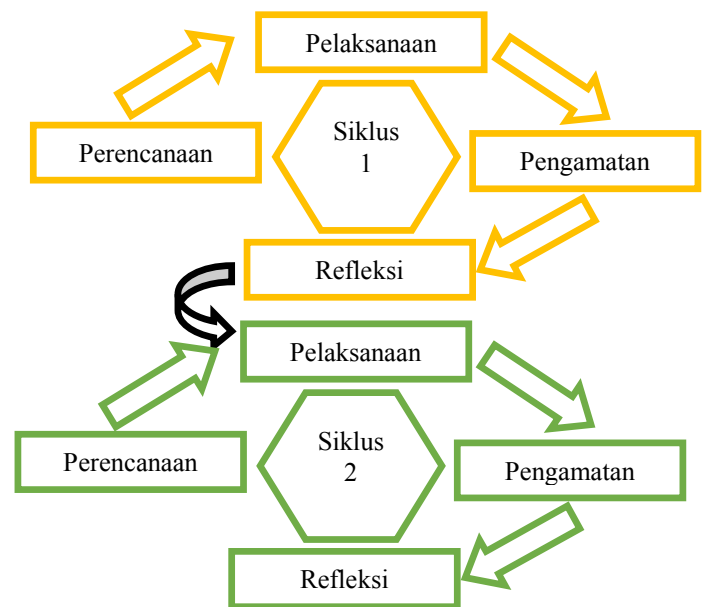 Pelaksanaan
Siklus
1
Perencanaan
Pengamatan
Refleksi
Pelaksanaan
Siklus
2
Perencanaan
Pengamatan
Refleksi